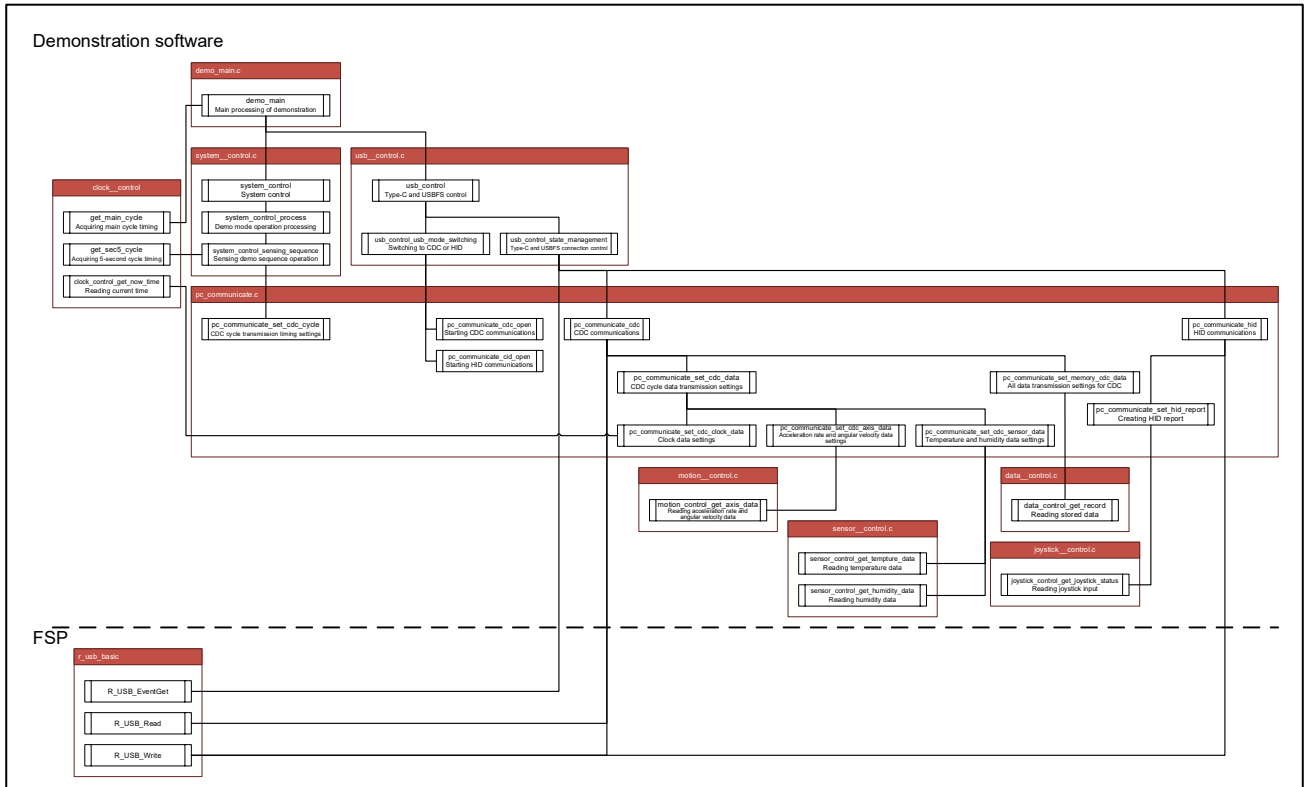 Demonstration software
demo_main.c
demo_main
Main processing of demonstration
system__control.c
usb__control.c
clock__control
system_control
System control
usb_control
Type-C and USBFS control
get_main_cycle
Acquiring main cycle timing
system_control_process
Demo mode operation processing
usb_control_usb_mode_switching
Switching to CDC or HID
usb_control_state_management
Type-C and USBFS connection control
get_sec5_cycle
Acquiring 5-second cycle timing
system_control_sensing_sequence
Sensing demo sequence operation
clock_control_get_now_time
Reading current time
pc_communicate.c
pc_communicate_set_cdc_cycle
CDC cycle transmission timing settings
pc_communicate_cdc_open
Starting CDC communications
pc_communicate_cdc
CDC communications
pc_communicate_hid
HID communications
pc_communicate_cid_open
Starting HID communications
pc_communicate_set_cdc_data
CDC cycle data transmission settings
pc_communicate_set_memory_cdc_data
All data transmission settings for CDC
pc_communicate_set_hid_report
Creating HID report
pc_communicate_set_cdc_clock_data
Clock data settings
pc_communicate_set_cdc_axis_data
Acceleration rate and angular velocity data
settings
pc_communicate_set_cdc_sensor_data
Temperature and humidity data settings
motion__control.c
data__control.c
motion_control_get_axis_data
Reading acceleration rate and
angular velocity data
data_control_get_record
Reading stored data
sensor__control.c
joystick__control.c
sensor_control_get_tempture_data
Reading temperature data
joystick_control_get_joystick_status
Reading joystick input
sensor_control_get_humidity_data
Reading humidity data
FSP
r_usb_basic
R_USB_EventGet
R_USB_Read
R_USB_Write